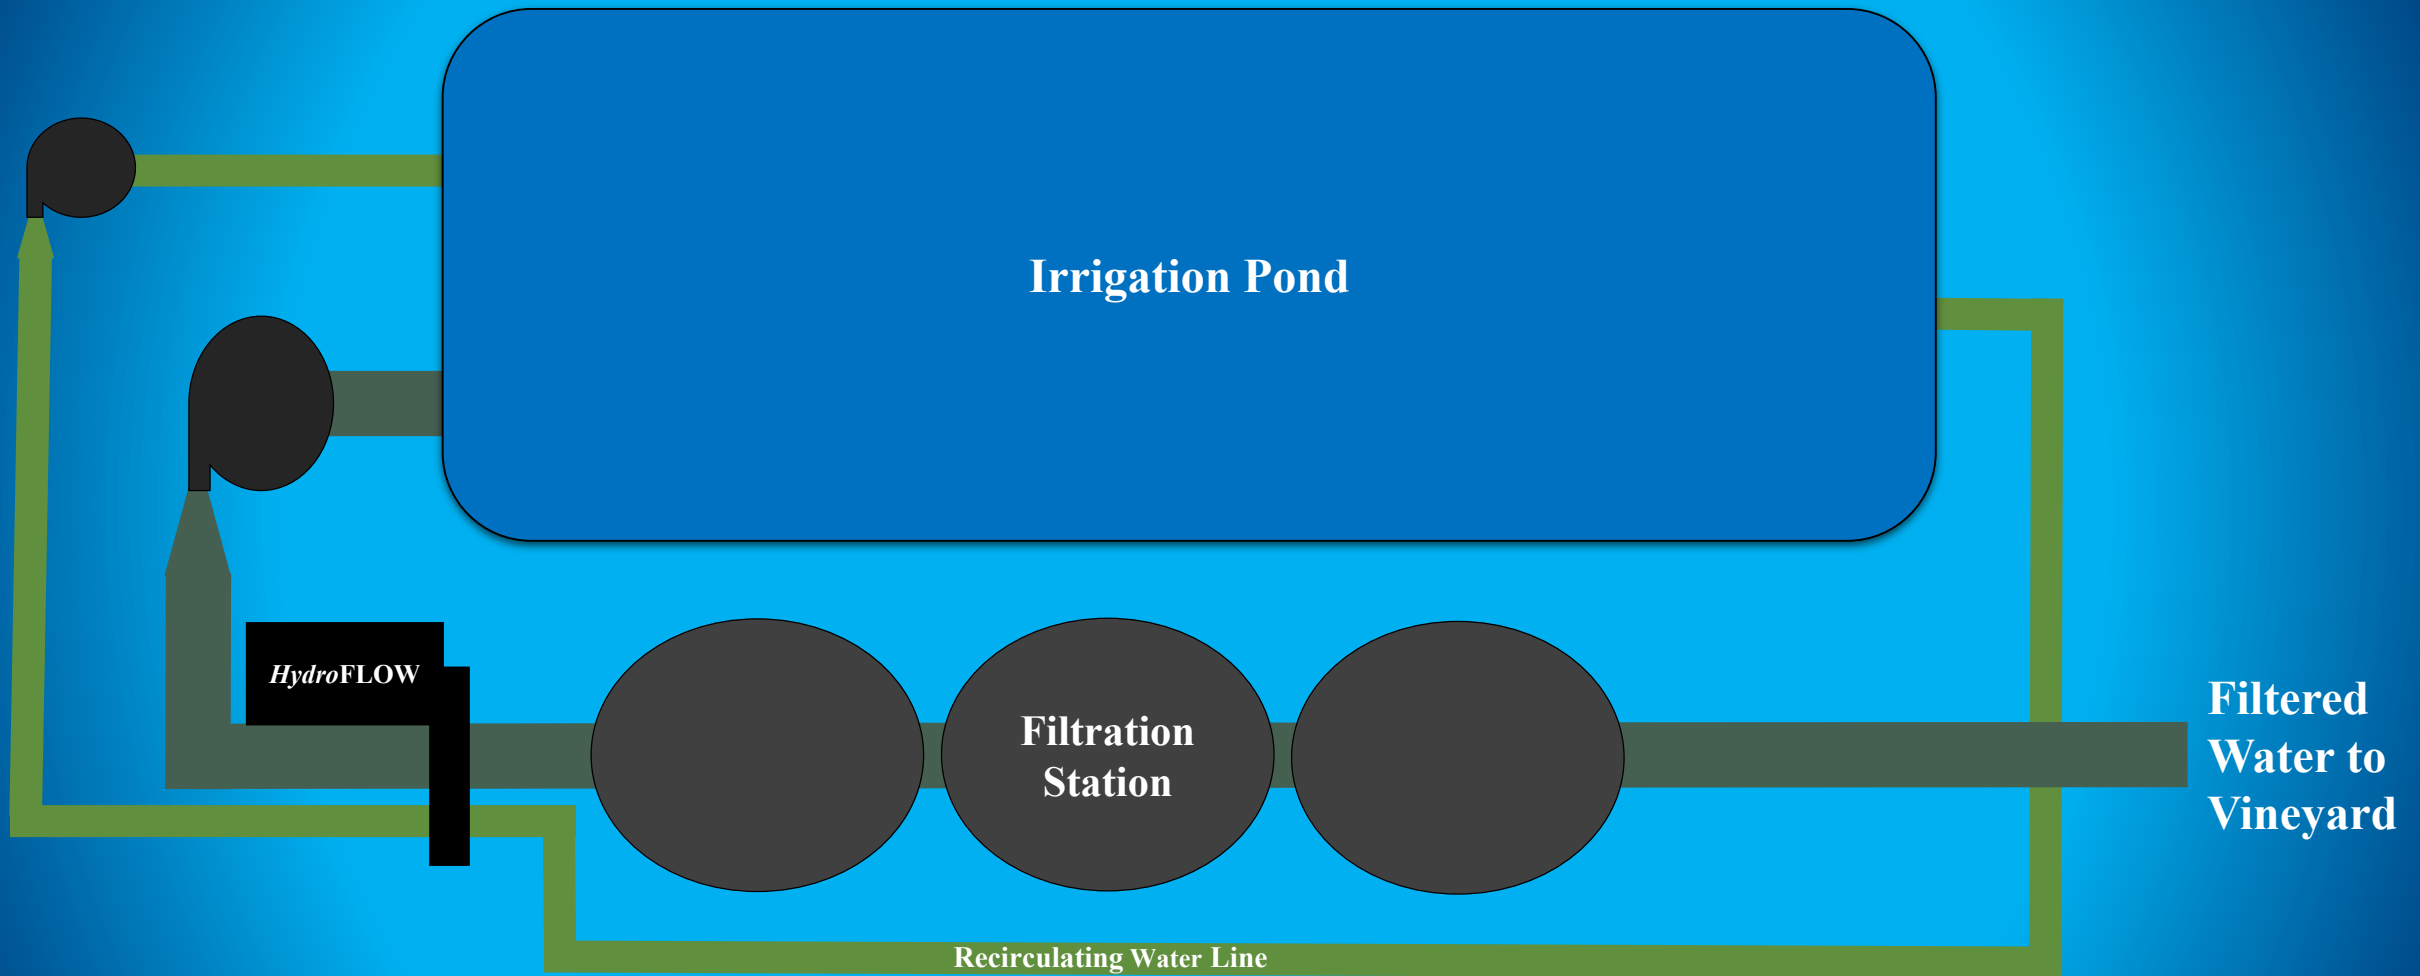 Irrigation Pond
HydroFLOW
Filtration
Station
Filtered
Water to
Vineyard
Recirculating Water Line